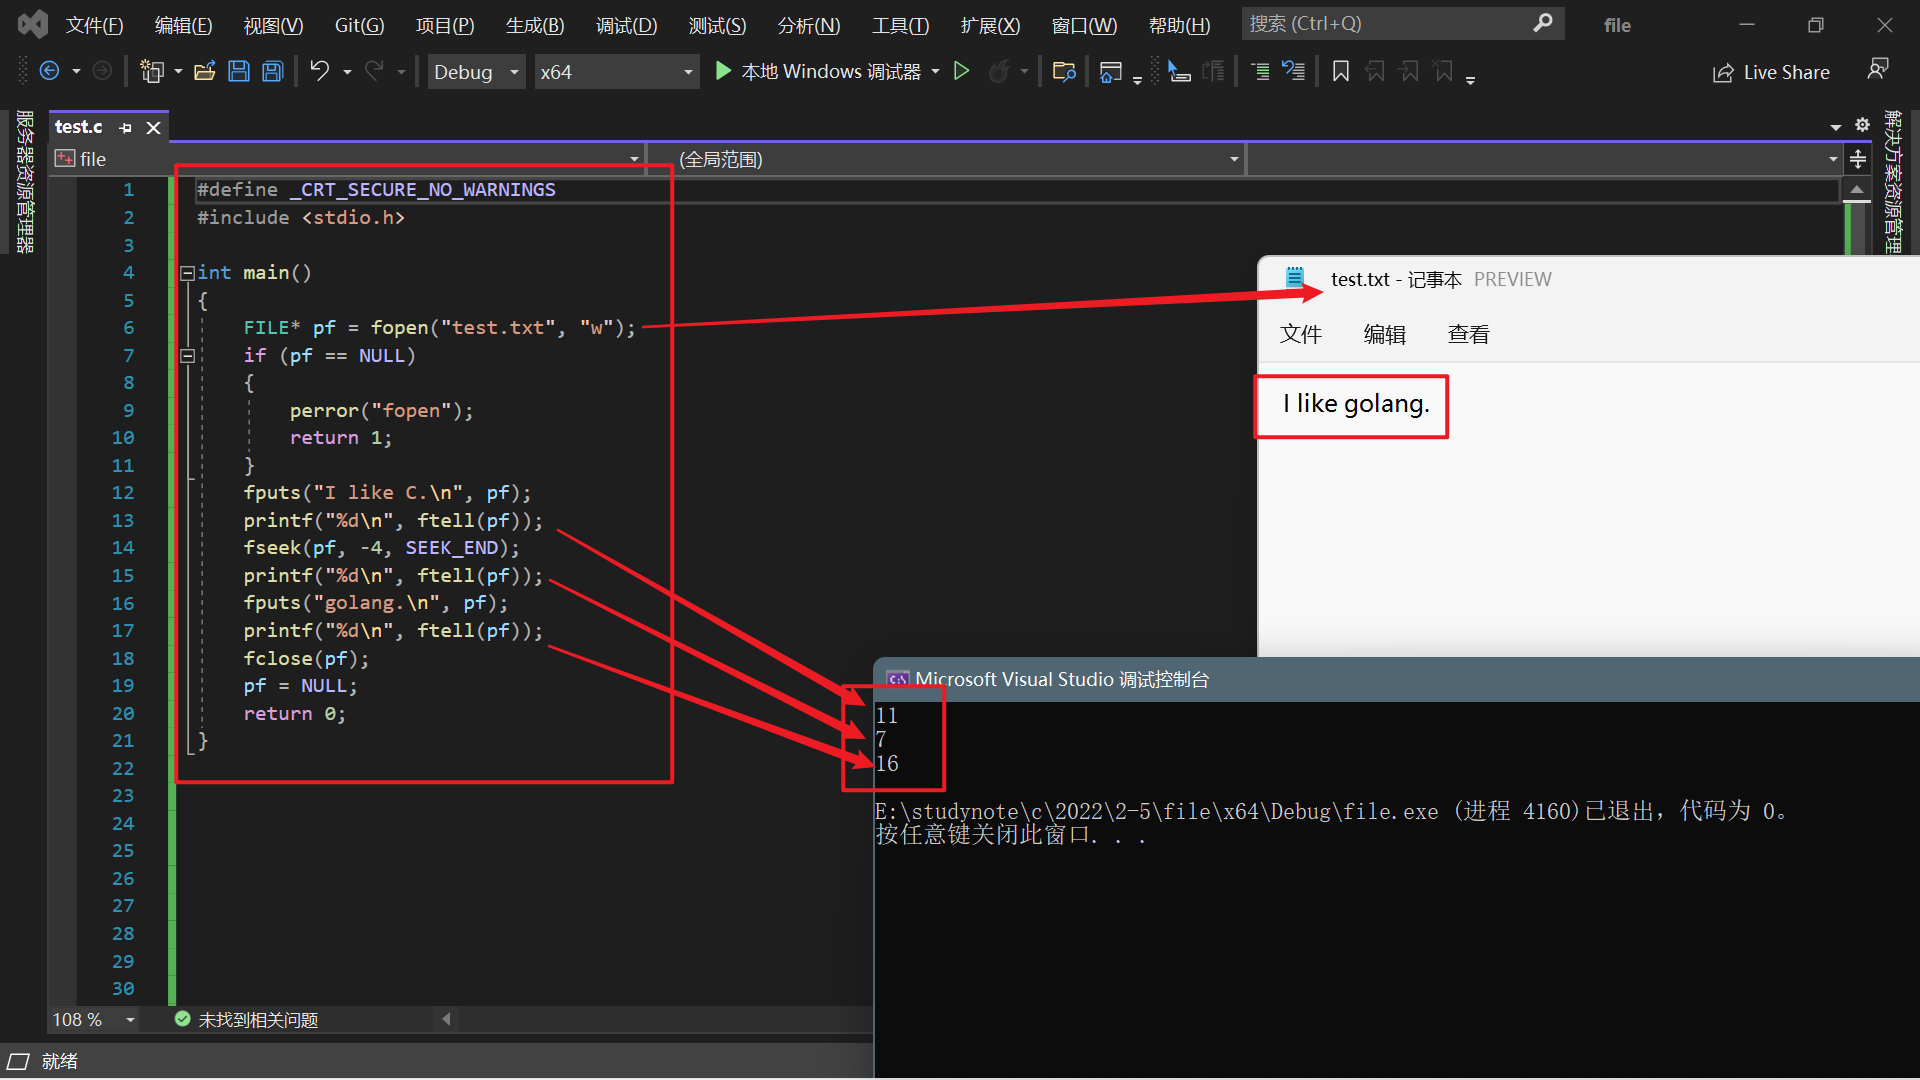 文件(F) 编辑(E) 视图(V) Git(G) 项目(P) 生成(B) 调试(D) 测试(S) 分析(N) 工具(T) 扩展(X) 窗口(W) 帮助(H) 搜索 (Ctrl+Q) file
Debug x64 本地 Windows 调试器 Live Share
服务器资源管理器
test.c
解决方案资源管理
file (全局范围)
1 #define _CRT_SECURE_NO_WARNINGS
2 #include <stdio.h>
3
4 int main()
5 {
6 FILE* pf = fopen("test.txt", "w");
7 if (pf == NULL)
8 {
9 perror("fopen");
10 return 1;
11 }
12 fputs("I like C.\n", pf);
13 printf("%d\n", ftell(pf));
14 fseek(pf, -4, SEEK_END);
15 printf("%d\n", ftell(pf));
16 fputs("golang.\n", pf);
17 printf("%d\n", ftell(pf));
18 fclose(pf);
19 pf = NULL;
20 return 0;
21 }
22
23
24
25
26
27
28
29
30
test.txt - 记事本 PREVIEW
文件 编辑 查看
I like golang.
Microsoft Visual Studio 调试控制台
11
7
16
E:\studynote\c\2022\2-5\file\x64\Debug\file.exe (进程 4160)已退出，代码为 0。
按任意键关闭此窗口. . .
108 % 未找到相关问题
就绪